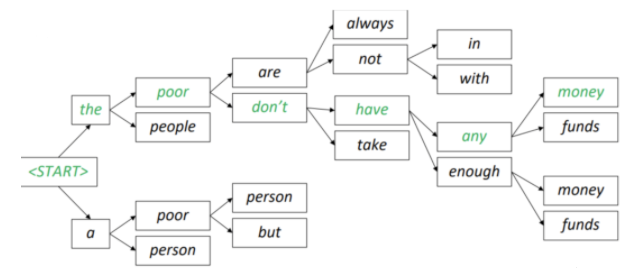 always
are
not
in
with
the
poor
don't
people
have
take
any
enough
money
funds
money
funds
<START>
a
poor
person
person
but